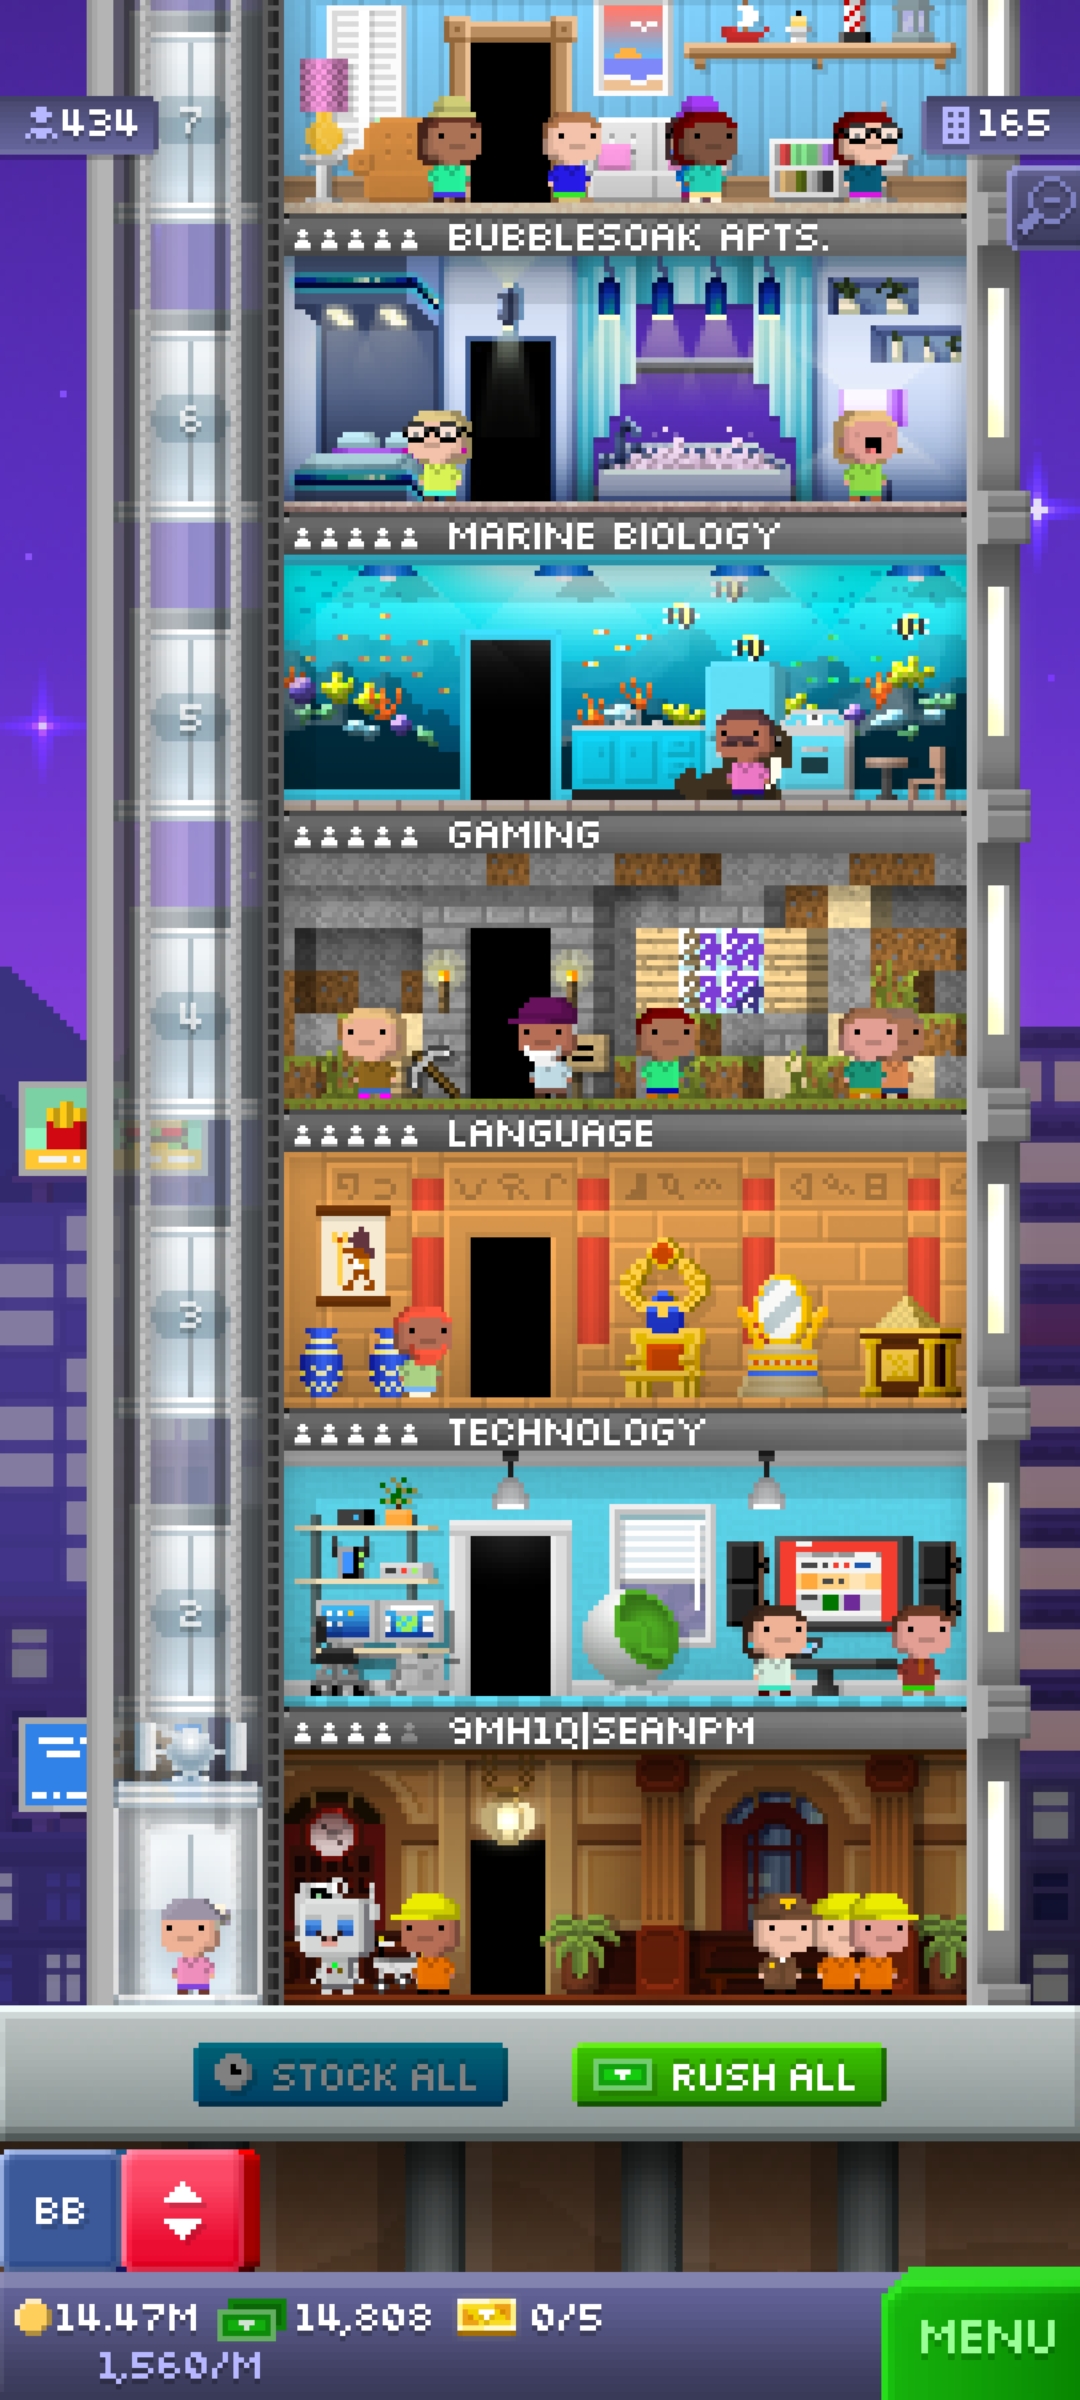 434
7
165
BUBBLESOAK APTS.
6
MARINE BIOLOGY
5
GAMING
4
LANGUAGE
3
TECHNOLOGY
2
9MH1Q|SEANPM
STOCK ALL
RUSH ALL
BB
14.47M 14,808 0/5
1,560/M
MENU